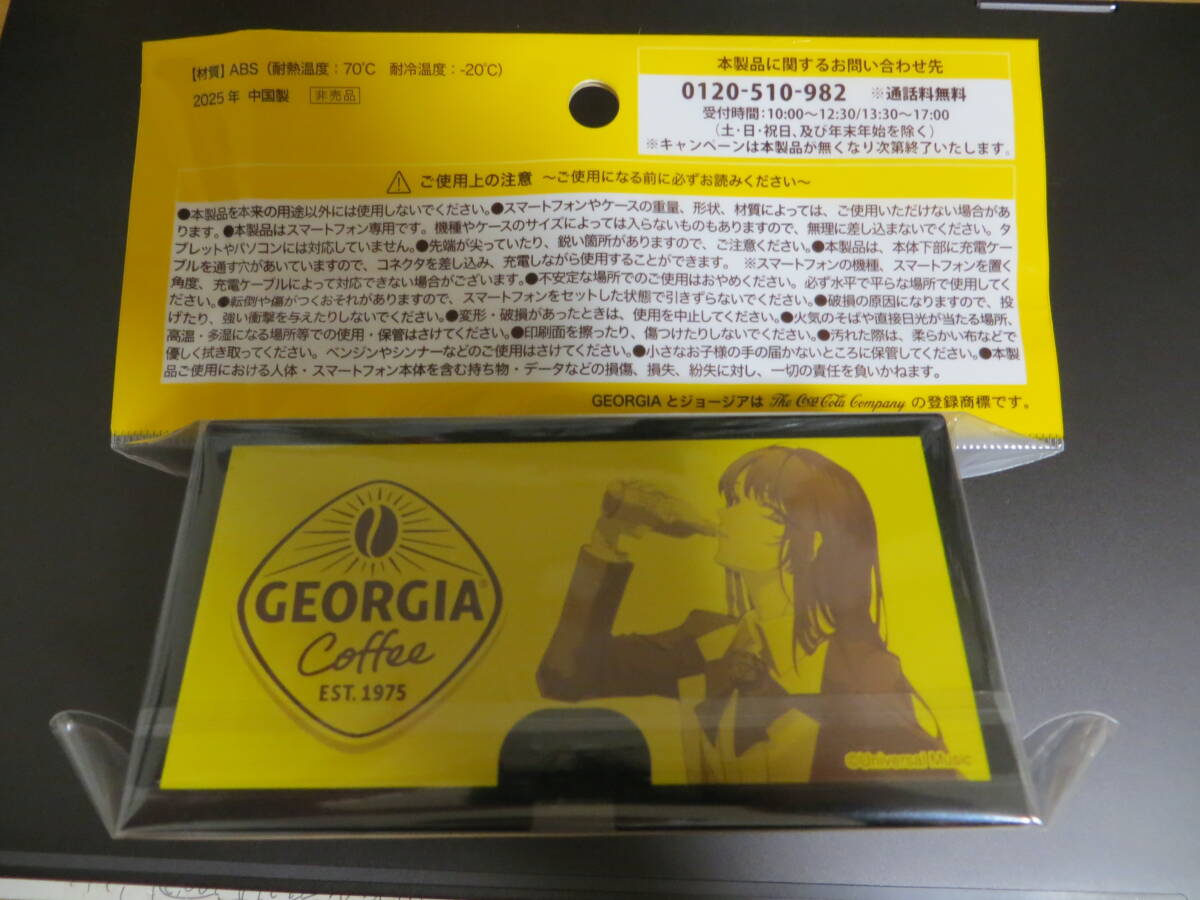 【材質】ABS（耐熱温度：70℃　耐冷温度：-20℃）
2025年 中国製 非売品
本製品に関するお問い合わせ先
0120-510-982 ※通話料無料
受付時間：10:00～12:30/13:30～17:00
（土・日・祝日、及び年末年始を除く）
※キャンペーンは本製品が無くなり次第終了いたします。
⚠ ご使用上の注意 ～ご使用になる前に必ずお読みください～
●本製品を本来の用途以外には使用しないでください。●スマートフォンやケースの重量、形状、材質によっては、ご使用いただけない場合があ
ります。●本製品はスマートフォン専用です。機種やケースのサイズによっては入らないものもありますので、無理に差し込まないでください。タ
ブレットやパソコンには対応していません。●先端が尖っていたり、鋭い箇所がありますので、ご注意ください。●本製品は、本体下部に充電ケー
ブルを通す穴があいていますので、コネクタを差し込み、充電しながら使用することができます。 ※スマートフォンの機種、スマートフォンを置く
角度、充電ケーブルによって対応できない場合がございます。●不安定な場所でのご使用はおやめください。必ず水平で平らな場所で使用してく
ださい。●転倒や傷がつくおそれがありますので、スマートフォンをセットした状態で引きずらないでください。●破損の原因になりますので、投
げたり、強い衝撃を与えたりしないでください。●変形・破損があったときは、使用を中止してください。●火気のそばや直接日光が当たる場所、
高温・多湿になる場所等での使用・保管はさけてください。●印刷面を擦ったり、傷つけたりしないでください。●汚れた際は、柔らかい布などで
優しく拭き取ってください。ベンジンやシンナーなどのご使用はさけてください。●小さなお子様の手の届かないところに保管してください。●本製
品ご使用における人体・スマートフォン本体を含む持ち物・データなどの損傷、損失、紛失に対し、一切の責任を負いかねます。
GEORGIAとジョージアは The Coca-Cola Company の登録商標です。
GEORGIA®
Coffee
EST. 1975
©Universal Music